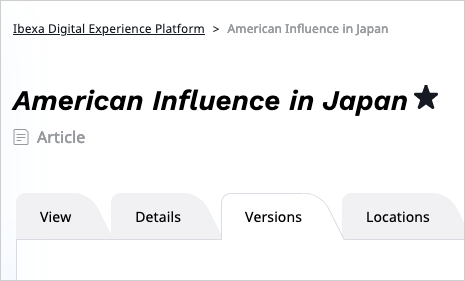 Ibexa Digital Experience Platform > American Influence in Japan
American Influence in Japan
Article
View Details Versions Locations